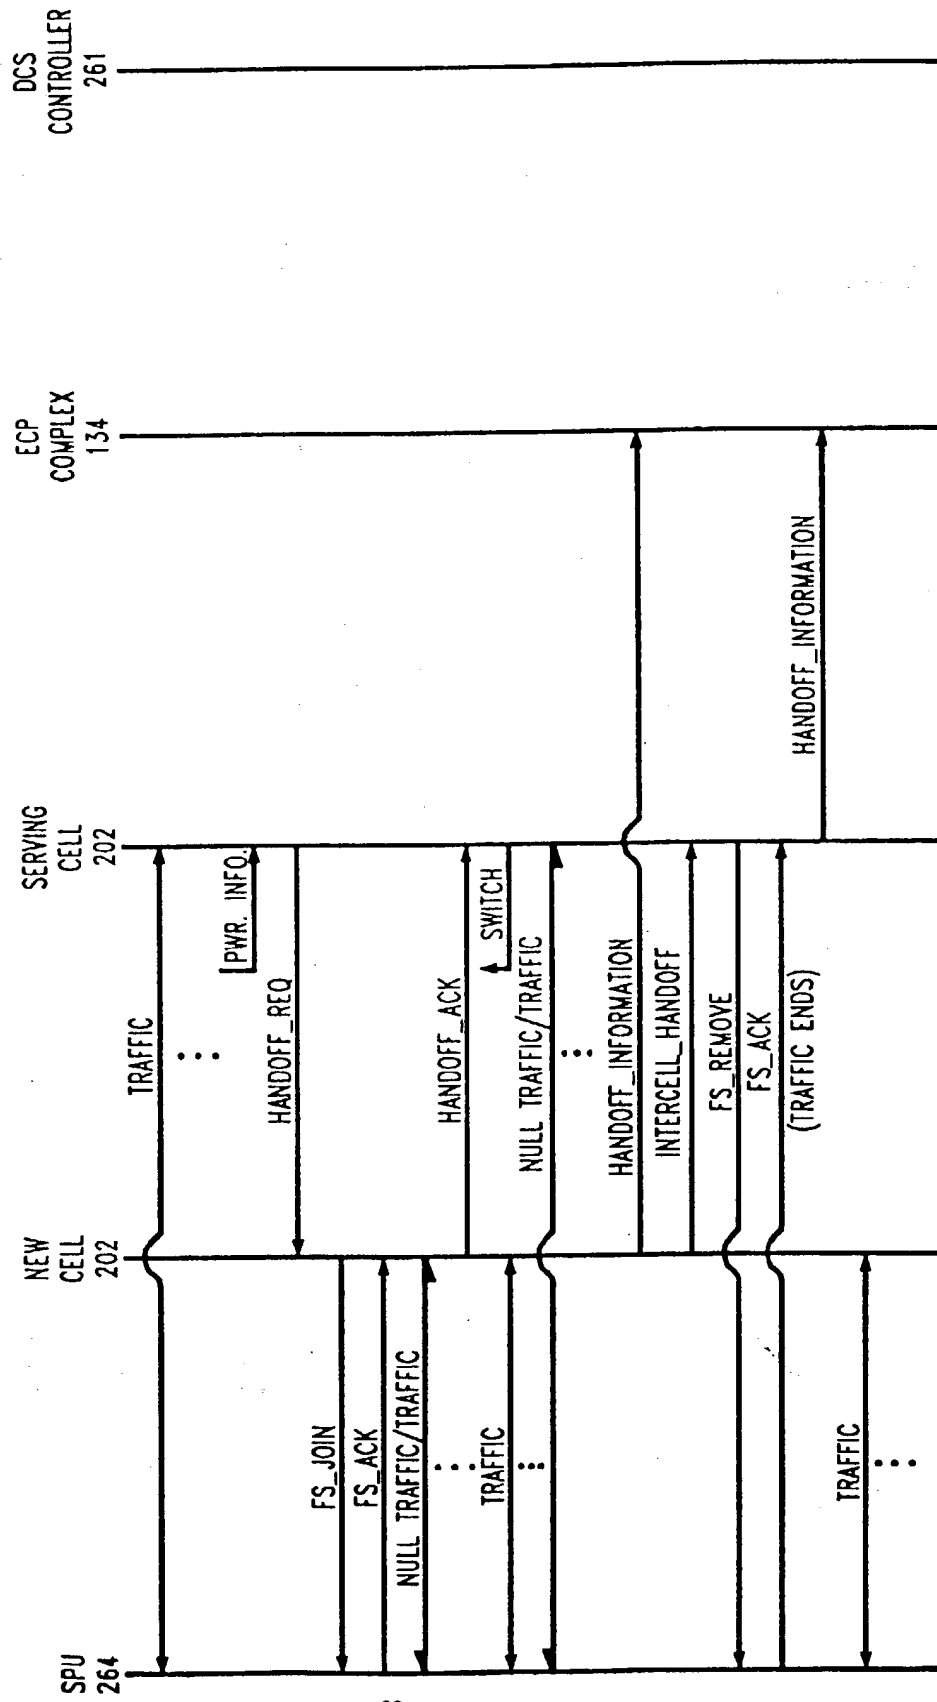 SPU
264
NEW
CELL
202
SERVING
CELL
202
ECP
COMPLEX
134
DCS
CONTROLLER
261
TRAFFIC
PWR. INFO.
HANDOFF_REQ
FS_JOIN
FS_ACK
NULL TRAFFIC/TRAFFIC
HANDOFF_ACK
TRAFFIC
SWITCH
NULL TRAFFIC/TRAFFIC
HANDOFF_INFORMATION
INTERCELL_HANDOFF
FS_REMOVE
FS_ACK
(TRAFFIC ENDS)
HANDOFF_INFORMATION
TRAFFIC